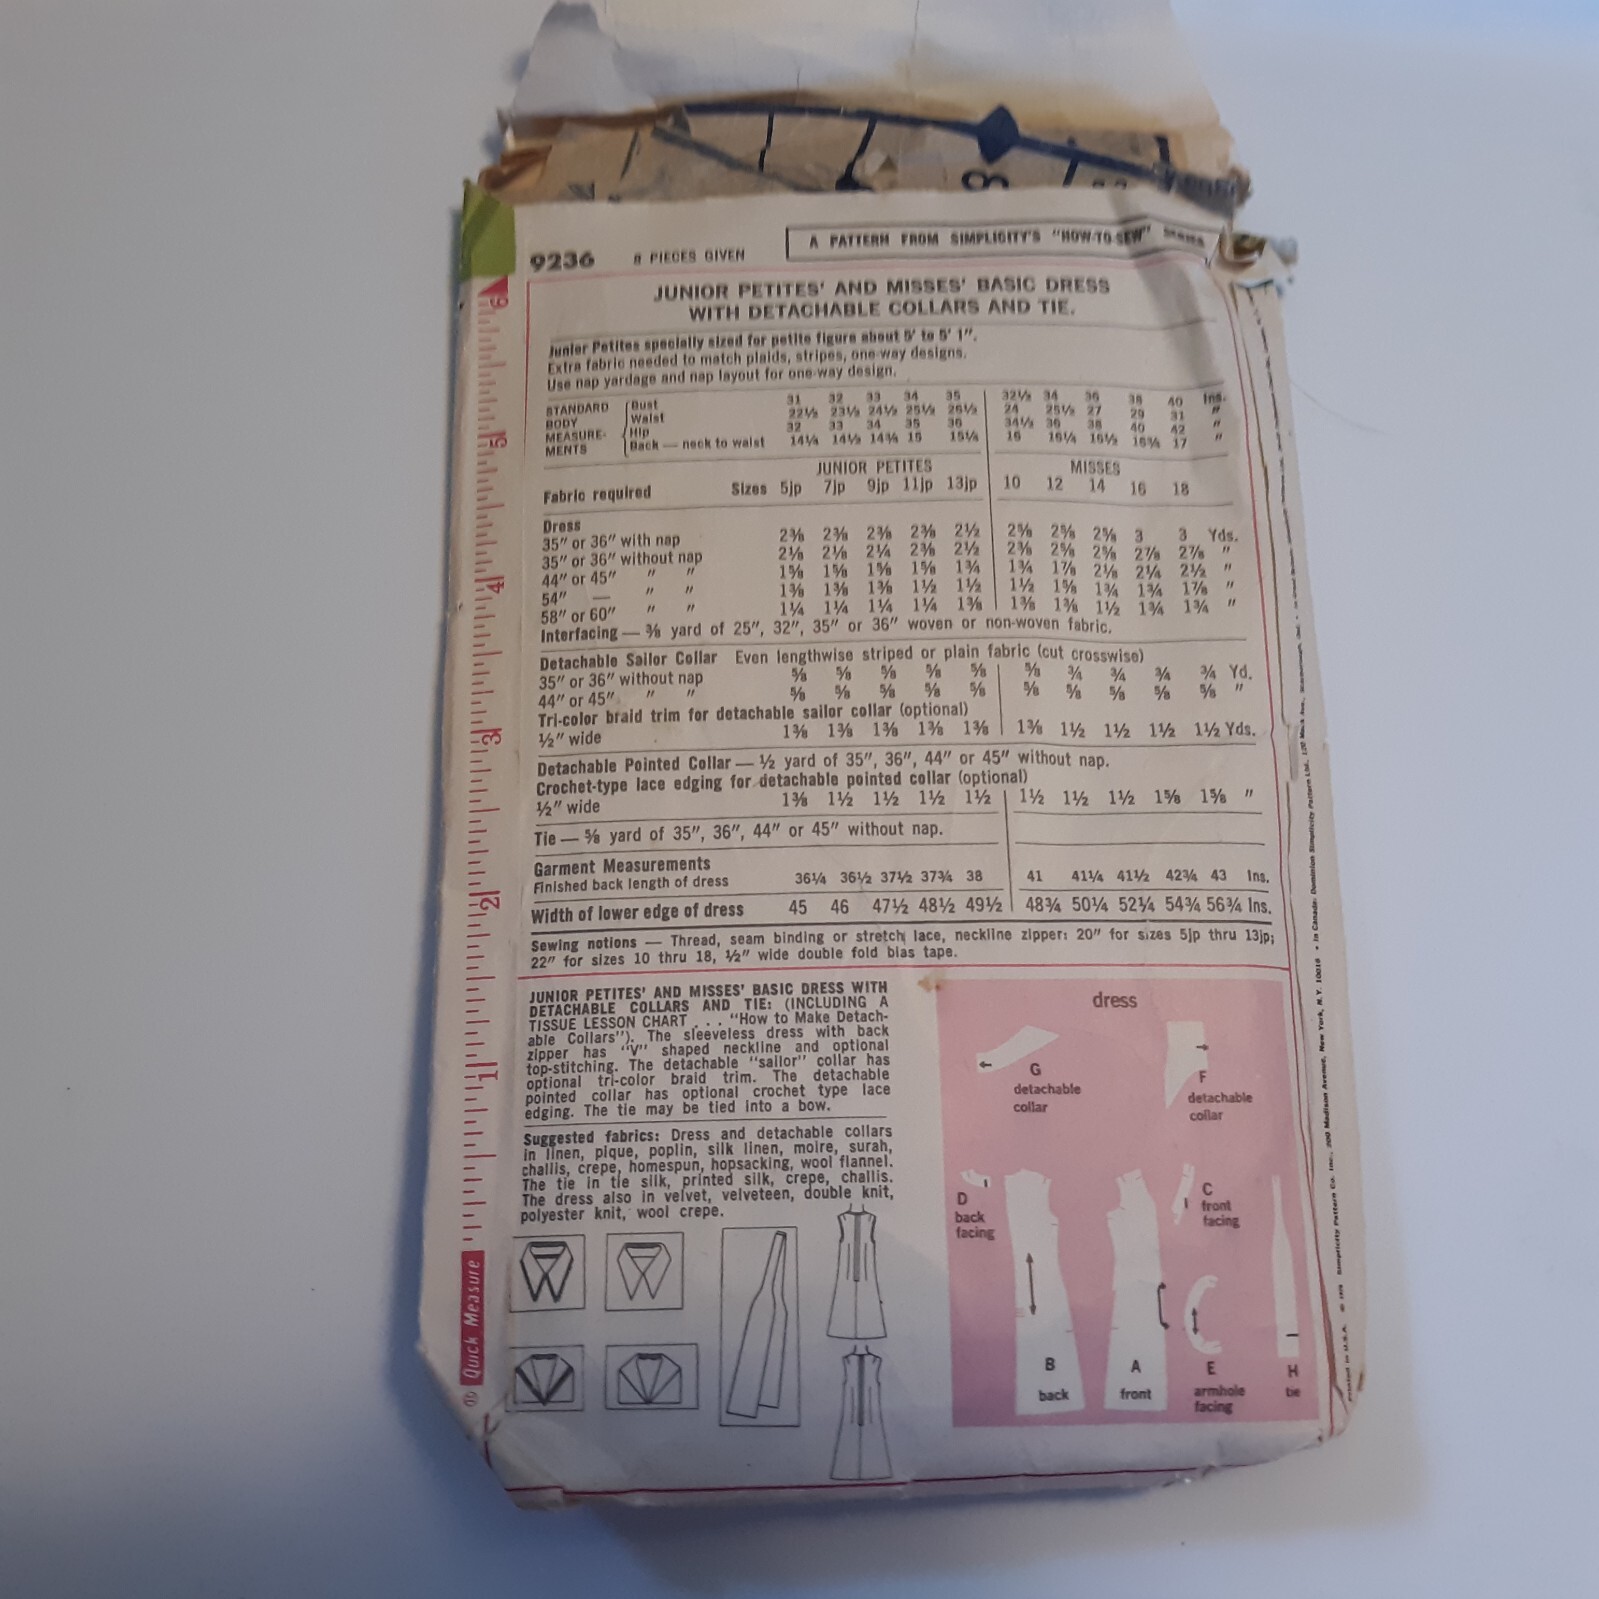 9236 8 PIECES GIVEN
A PATTERN FROM SIMPLICITY'S "HOW-TO-SEW" SERIES
JUNIOR PETITES' AND MISSES' BASIC DRESS
WITH DETACHABLE COLLARS AND TIE.
Junior Petites specially sized for petite figure about 5' to 5' 1".
Extra fabric needed to match plaids, stripes, one-way designs.
Use nap yardage and nap layout for one-way design.
STANDARD BODY MEASUREMENTS
Bust 31 32 33 34 35 32½ 34 36 38 40 Ins.
Waist 22½ 23½ 24½ 25½ 26½ 24 25½ 27 29 31 "
Hip 32 33 34 35 36 34½ 36 38 40 42 "
Back — neck to waist 14¼ 14½ 14¾ 15 15¼ 16 16¼ 16½ 16¾ 17 "
JUNIOR PETITES MISSES
Fabric required Sizes 5jp 7jp 9jp 11jp 13jp 10 12 14 16 18
Dress
35" or 36" with nap 2⅜ 2⅜ 2⅜ 2⅜ 2½ 2⅝ 2⅝ 2⅝ 3 3 Yds.
35" or 36" without nap 2⅛ 2⅛ 2¼ 2⅜ 2½ 2⅜ 2⅝ 2⅝ 2⅞ 2⅞ "
44" or 45" " " 1⅝ 1⅝ 1⅝ 1⅝ 1¾ 1¾ 1⅞ 2⅛ 2¼ 2½ "
54" — " " 1⅜ 1⅜ 1⅜ 1½ 1½ 1½ 1⅝ 1¾ 1¾ 1⅞ "
58" or 60" " " 1¼ 1¼ 1¼ 1¼ 1⅜ 1⅜ 1⅜ 1½ 1¾ 1¾ "
Interfacing — ⅜ yard of 25", 32", 35" or 36" woven or non-woven fabric.
Detachable Sailor Collar Even lengthwise striped or plain fabric (cut crosswise)
35" or 36" without nap ⅝ ⅝ ⅝ ⅝ ⅝ ⅝ ¾ ¾ ¾ ¾ Yd.
44" or 45" " " ⅝ ⅝ ⅝ ⅝ ⅝ ⅝ ⅝ ⅝ ⅝ ⅝ "
Tri-color braid trim for detachable sailor collar (optional)
½" wide 1⅜ 1⅜ 1⅜ 1⅜ 1⅜ 1⅜ 1½ 1½ 1½ 1½ Yds.
Detachable Pointed Collar — ½ yard of 35", 36", 44" or 45" without nap.
Crochet-type lace edging for detachable pointed collar (optional)
½" wide 1⅜ 1½ 1½ 1½ 1½ 1½ 1½ 1½ 1⅝ 1⅝ "
Tie — ⅝ yard of 35", 36", 44" or 45" without nap.
Garment Measurements
Finished back length of dress 36¼ 36½ 37½ 37¾ 38 41 41¼ 41½ 42¾ 43 Ins.
Width of lower edge of dress 45 46 47½ 48½ 49½ 48¾ 50¼ 52¼ 54¾ 56¾ Ins.
Sewing notions — Thread, seam binding or stretch lace, neckline zipper: 20" for sizes 5jp thru 13jp;
22" for sizes 10 thru 18, ½" wide double fold bias tape.
JUNIOR PETITES' AND MISSES' BASIC DRESS WITH
DETACHABLE COLLARS AND TIE: (INCLUDING A
TISSUE LESSON CHART . . . "How to Make Detach-
able Collars"). The sleeveless dress with back
zipper has "V" shaped neckline and optional
top-stitching. The detachable "sailor" collar has
optional tri-color braid trim. The detachable
pointed collar has optional crochet type lace
edging. The tie may be tied into a bow.
Suggested fabrics: Dress and detachable collars
in linen, pique, poplin, silk linen, moire, surah,
challis, crepe, homespun, hopsacking, wool flannel.
The tie in tie silk, printed silk, crepe, challis.
The dress also in velvet, velveteen, double knit,
polyester knit, wool crepe.
dress
G
detachable
collar
F
detachable
collar
D
back
facing
C
front
facing
B
back
A
front
E
armhole
facing
H
tie
6
5
4
3
2
1
Quick Measure
8